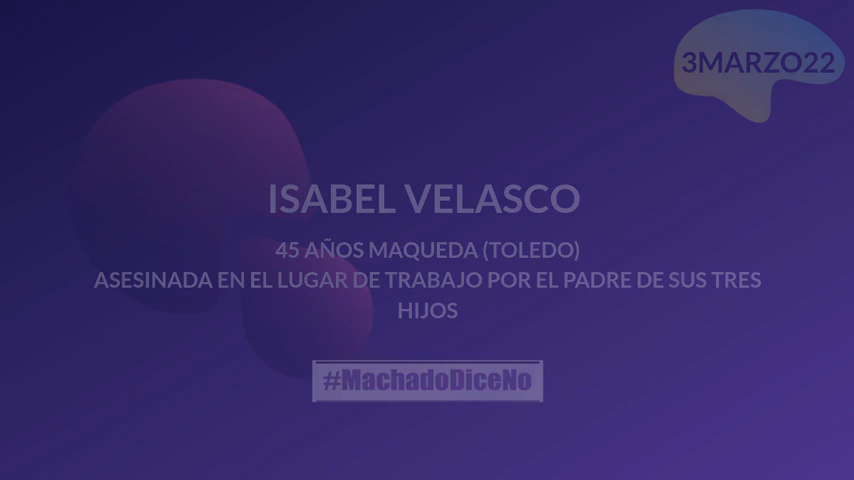 3MARZO22
ISABEL VELASCO
45 AÑOS MAQUEDA (TOLEDO)
ASESINADA EN EL LUGAR DE TRABAJO POR EL PADRE DE SUS TRES
HIJOS
#MachadoDiceNo